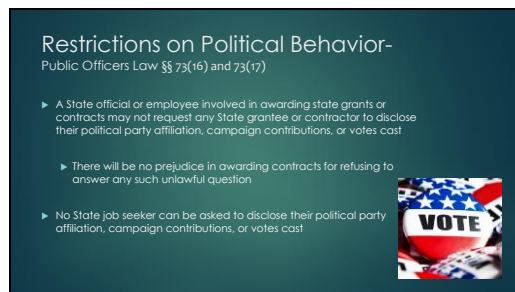 Restrictions on Political Behavior-
Public Officers Law §§ 73(16) and 73(17)
A State official or employee involved in awarding state grants or
contracts may not request any State grantee or contractor to disclose
their political party affiliation, campaign contributions, or votes cast
There will be no prejudice in awarding contracts for refusing to
answer any such unlawful question
No State job seeker can be asked to disclose their political party
affiliation, campaign contributions, or votes cast
VOTE